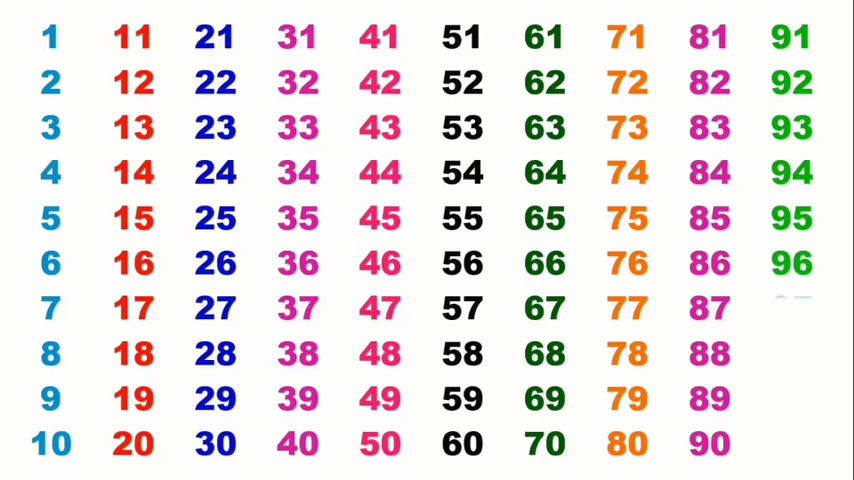 1 11 21 31 41 51 61 71 81 91
2 12 22 32 42 52 62 72 82 92
3 13 23 33 43 53 63 73 83 93
4 14 24 34 44 54 64 74 84 94
5 15 25 35 45 55 65 75 85 95
6 16 26 36 46 56 66 76 86 96
7 17 27 37 47 57 67 77 87
8 18 28 38 48 58 68 78 88
9 19 29 39 49 59 69 79 89
10 20 30 40 50 60 70 80 90